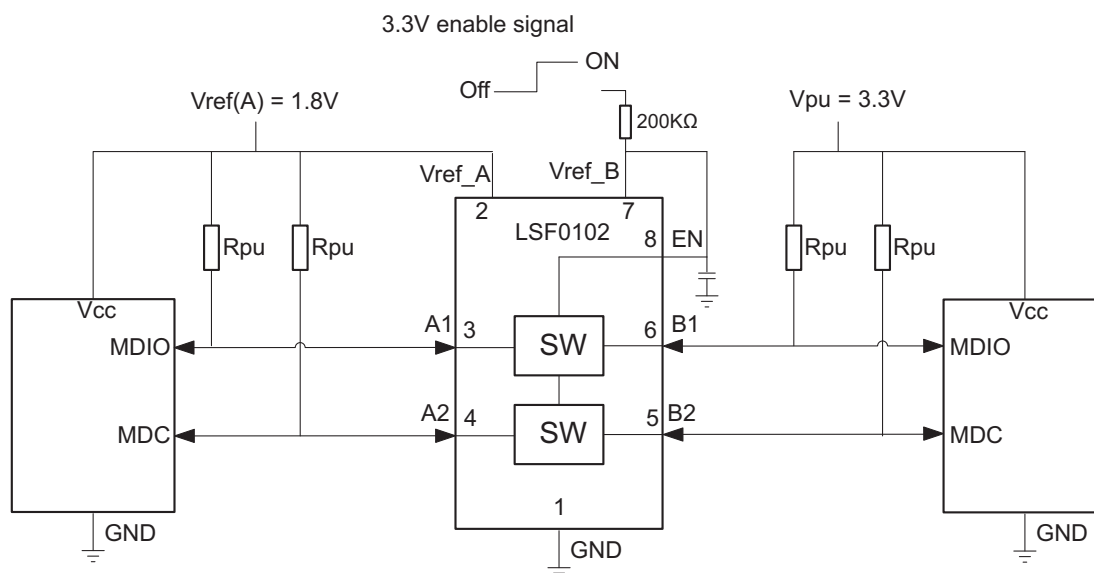 3.3V enable signal
ON
Off
Vref(A) = 1.8V
200KΩ
Vpu = 3.3V
Vref_A
Vref_B
2
7
LSF0102
8
EN
Rpu
Rpu
Rpu
Rpu
Vcc
Vcc
MDIO
A1
3
SW
6
B1
MDIO
MDC
A2
4
SW
5
B2
MDC
1
GND
GND
GND